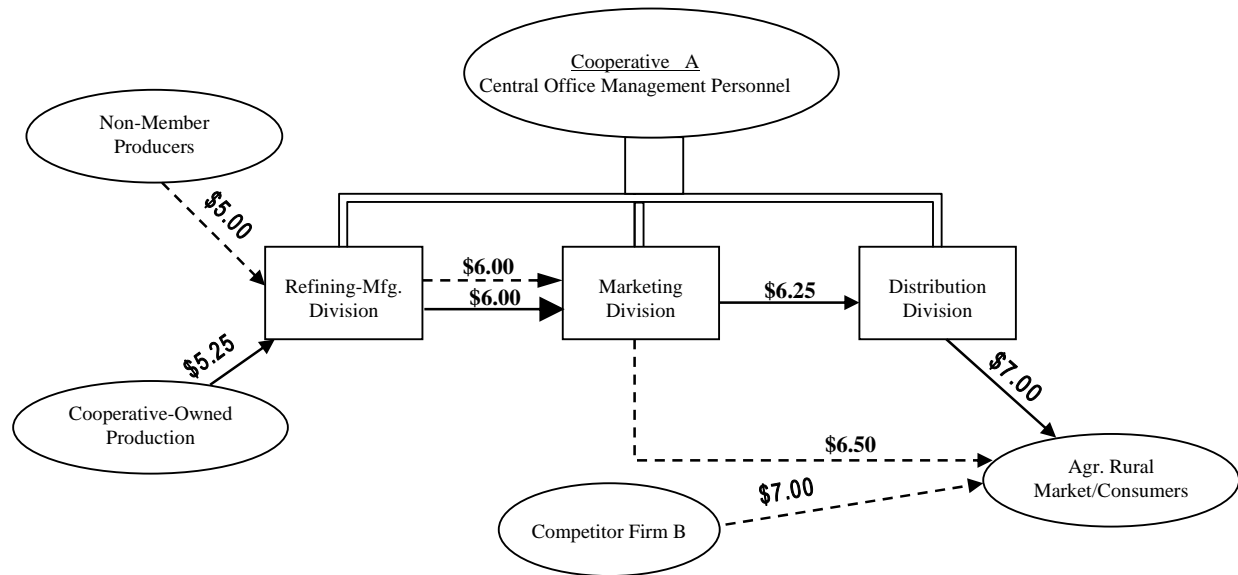 Cooperative A
Central Office Management Personnel
Non-Member
Producers
$5.00
Refining-Mfg.
Division
$6.00
$6.00
Marketing
Division
$6.25
Distribution
Division
$5.25
Cooperative-Owned
Production
$7.00
$6.50
$7.00
Agr. Rural
Market/Consumers
Competitor Firm B